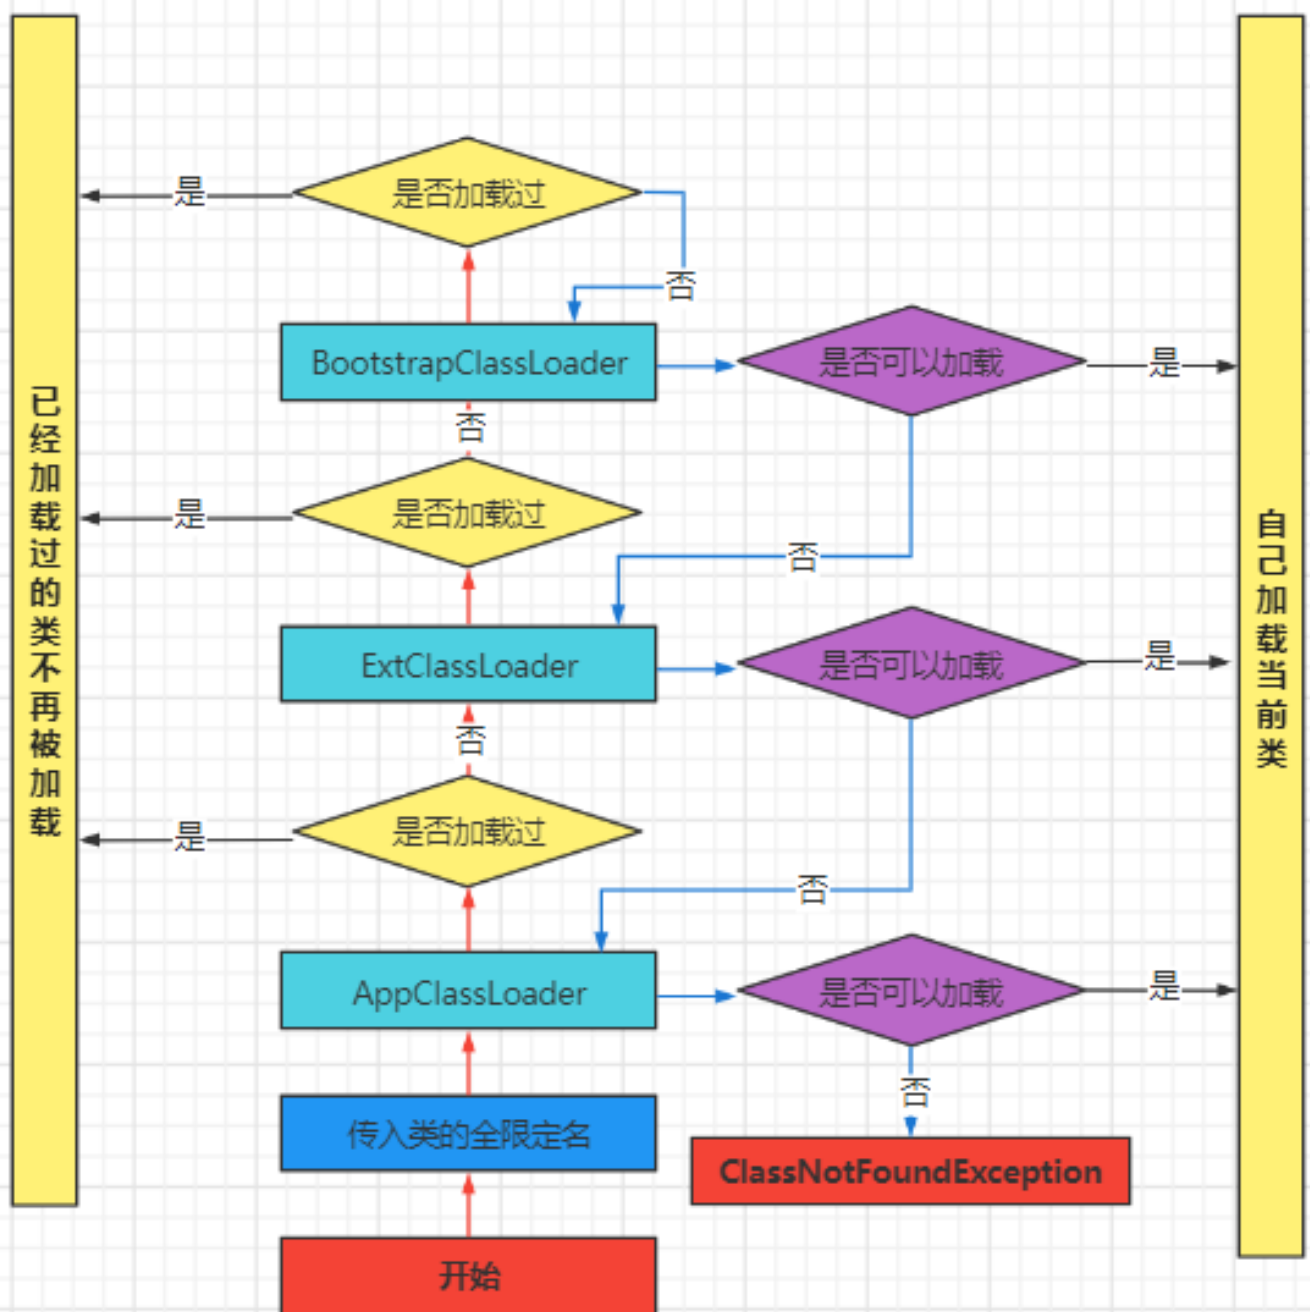 已经加载过的类不再被加载
是否加载过
是
否
BootstrapClassLoader
是否可以加载
是
否
是否加载过
是
否
ExtClassLoader
是否可以加载
是
否
是否加载过
是
否
AppClassLoader
是否可以加载
是
否
传入类的全限定名
ClassNotFoundException
开始
自己加载当前类